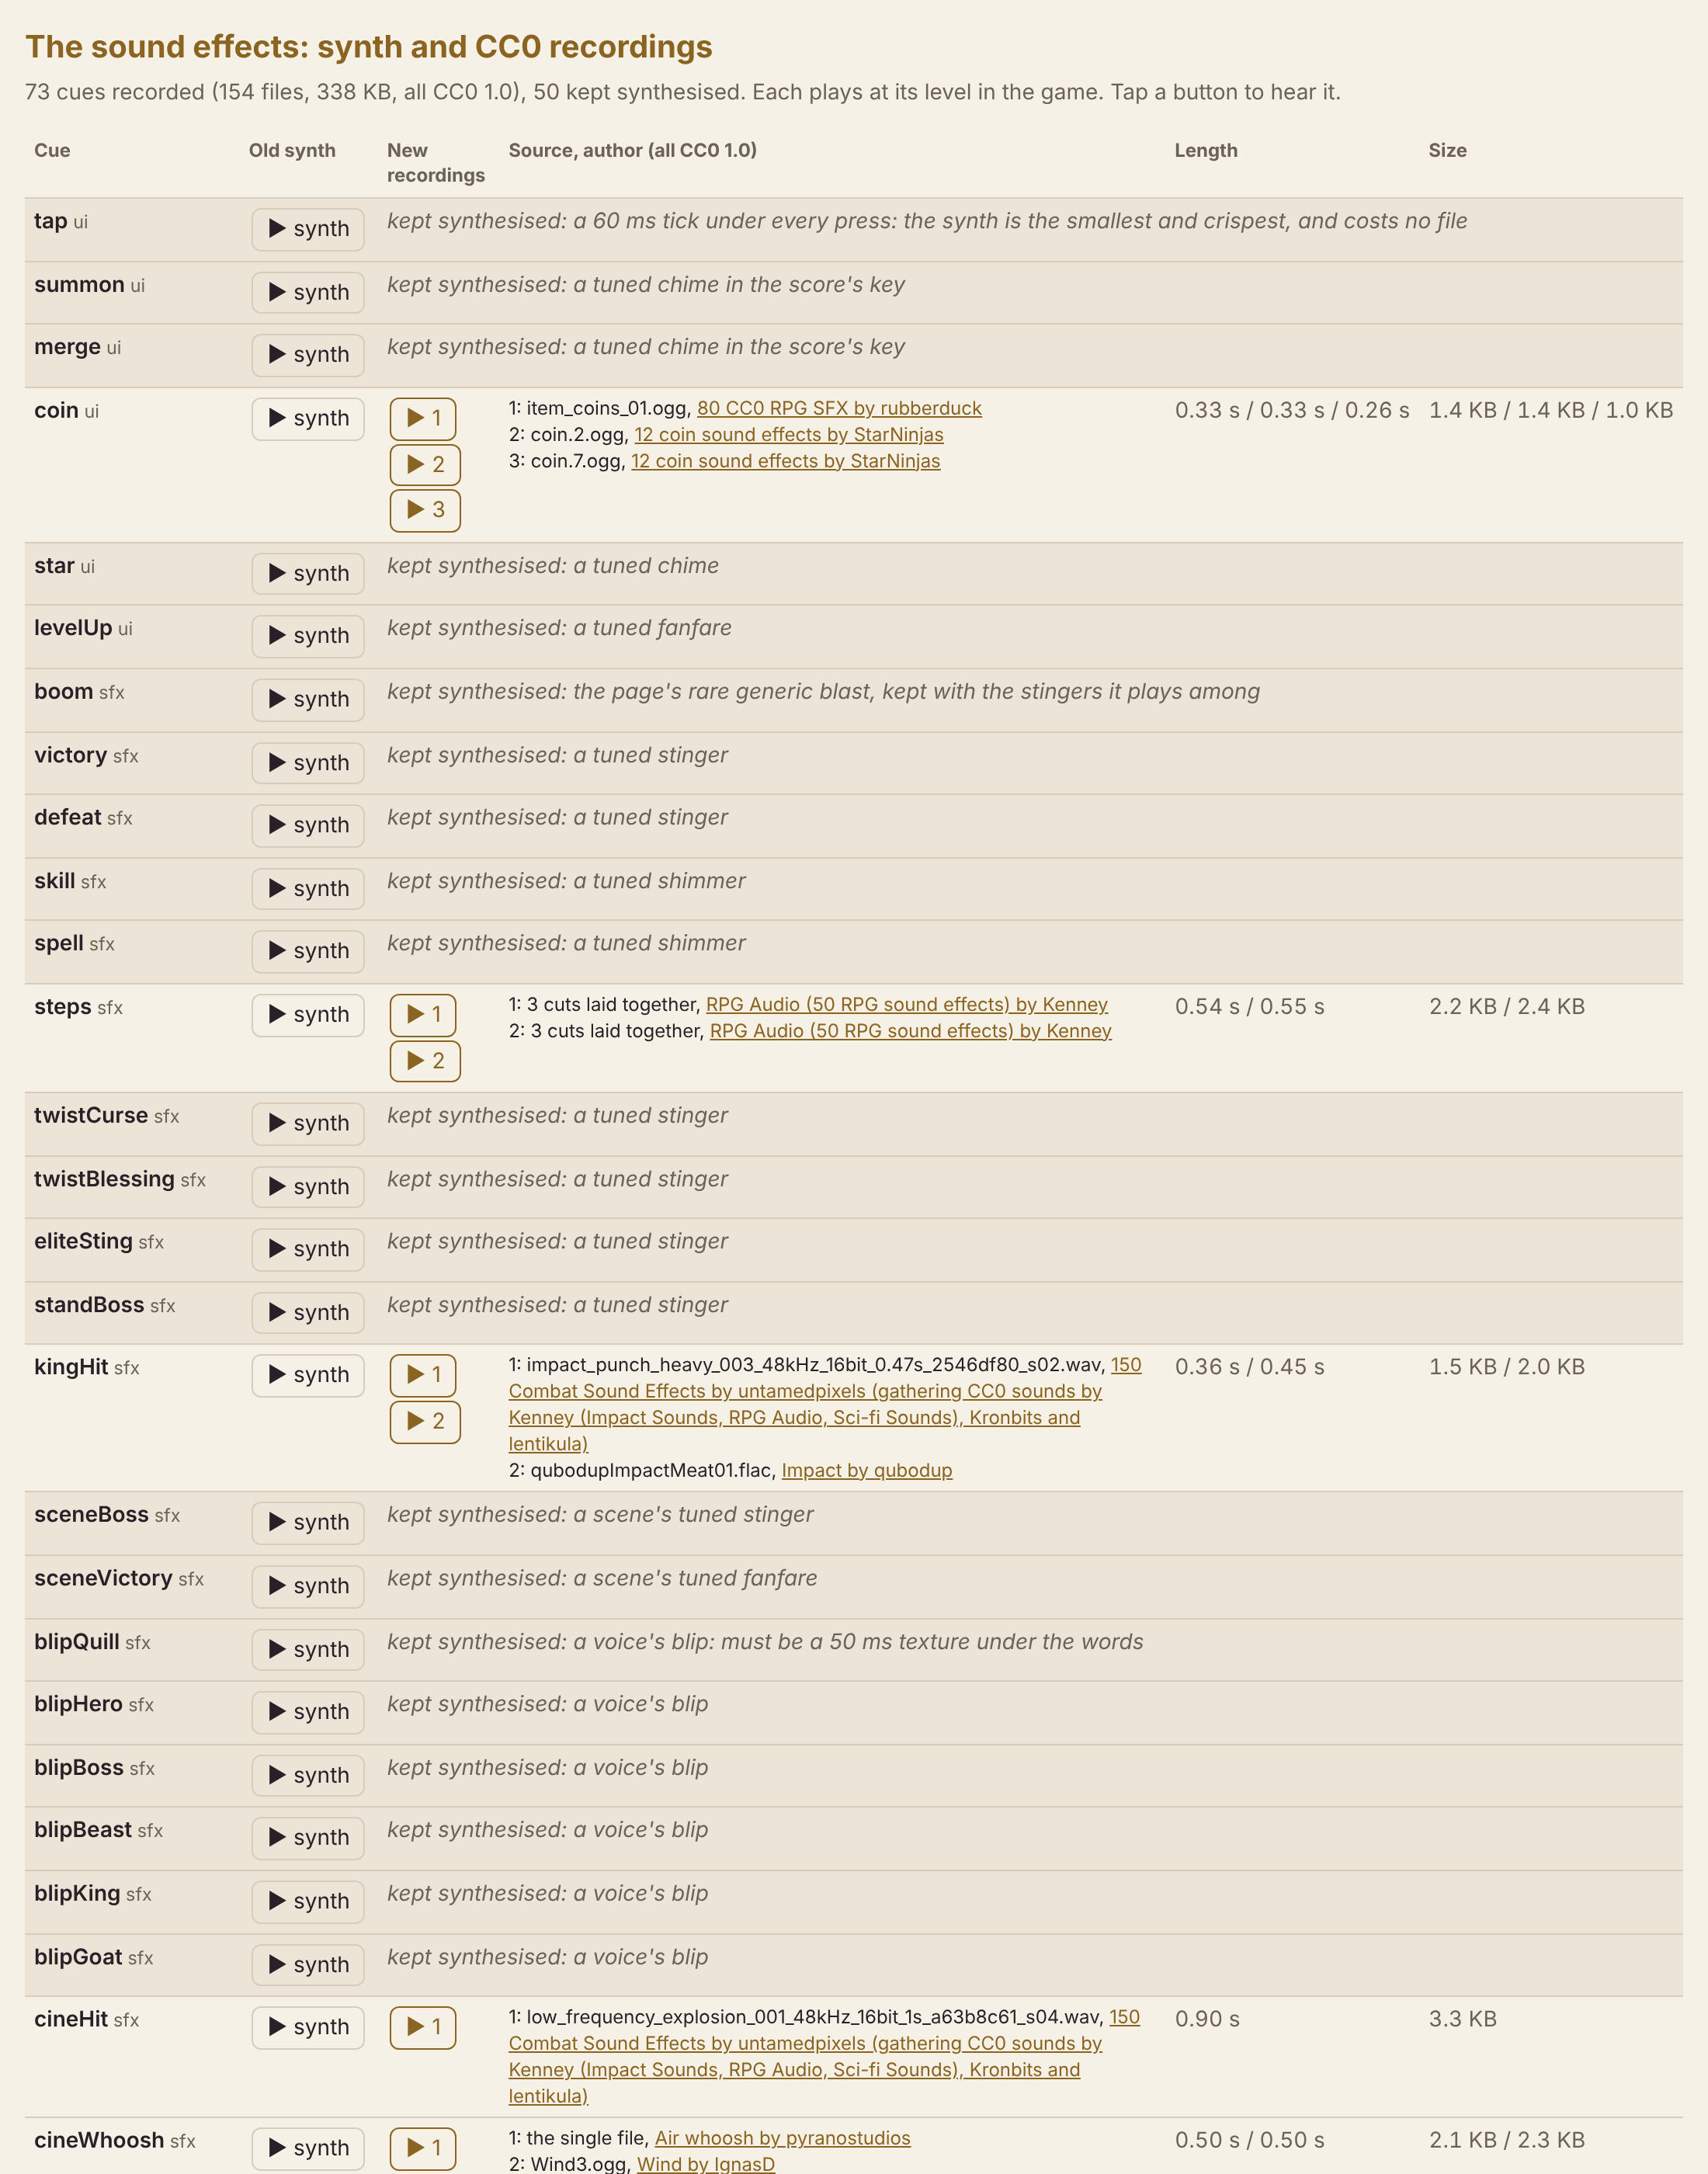 The sound effects: synth and CC0 recordings
73 cues recorded (154 files, 338 KB, all CC0 1.0), 50 kept synthesised. Each plays at its level in the game. Tap a button to hear it.
Cue Old synth New recordings Source, author (all CC0 1.0) Length Size
tap ui ▶ synth kept synthesised: a 60 ms tick under every press: the synth is the smallest and crispest, and costs no file
summon ui ▶ synth kept synthesised: a tuned chime in the score's key
merge ui ▶ synth kept synthesised: a tuned chime in the score's key
coin ui ▶ synth ▶ 1 1: item_coins_01.ogg, 80 CC0 RPG SFX by rubberduck 0.33 s / 0.33 s / 0.26 s 1.4 KB / 1.4 KB / 1.0 KB
▶ 2 2: coin.2.ogg, 12 coin sound effects by StarNinjas
▶ 3 3: coin.7.ogg, 12 coin sound effects by StarNinjas
star ui ▶ synth kept synthesised: a tuned chime
levelUp ui ▶ synth kept synthesised: a tuned fanfare
boom sfx ▶ synth kept synthesised: the page's rare generic blast, kept with the stingers it plays among
victory sfx ▶ synth kept synthesised: a tuned stinger
defeat sfx ▶ synth kept synthesised: a tuned stinger
skill sfx ▶ synth kept synthesised: a tuned shimmer
spell sfx ▶ synth kept synthesised: a tuned shimmer
steps sfx ▶ synth ▶ 1 1: 3 cuts laid together, RPG Audio (50 RPG sound effects) by Kenney 0.54 s / 0.55 s 2.2 KB / 2.4 KB
▶ 2 2: 3 cuts laid together, RPG Audio (50 RPG sound effects) by Kenney
twistCurse sfx ▶ synth kept synthesised: a tuned stinger
twistBlessing sfx ▶ synth kept synthesised: a tuned stinger
eliteSting sfx ▶ synth kept synthesised: a tuned stinger
standBoss sfx ▶ synth kept synthesised: a tuned stinger
kingHit sfx ▶ synth ▶ 1 1: impact_punch_heavy_003_48kHz_16bit_0.47s_2546df80_s02.wav, 150 0.36 s / 0.45 s 1.5 KB / 2.0 KB
Combat Sound Effects by untamedpixels (gathering CC0 sounds by
▶ 2 Kenney (Impact Sounds, RPG Audio, Sci-fi Sounds), Kronbits and
lentikula)
2: qubodupImpactMeat01.flac, Impact by qubodup
sceneBoss sfx ▶ synth kept synthesised: a scene's tuned stinger
sceneVictory sfx ▶ synth kept synthesised: a scene's tuned fanfare
blipQuill sfx ▶ synth kept synthesised: a voice's blip: must be a 50 ms texture under the words
blipHero sfx ▶ synth kept synthesised: a voice's blip
blipBoss sfx ▶ synth kept synthesised: a voice's blip
blipBeast sfx ▶ synth kept synthesised: a voice's blip
blipKing sfx ▶ synth kept synthesised: a voice's blip
blipGoat sfx ▶ synth kept synthesised: a voice's blip
cineHit sfx ▶ synth ▶ 1 1: low_frequency_explosion_001_48kHz_16bit_1s_a63b8c61_s04.wav, 150 0.90 s 3.3 KB
Combat Sound Effects by untamedpixels (gathering CC0 sounds by
Kenney (Impact Sounds, RPG Audio, Sci-fi Sounds), Kronbits and
lentikula)
cineWhoosh sfx ▶ synth ▶ 1 1: the single file, Air whoosh by pyranostudios 0.50 s / 0.50 s 2.1 KB / 2.3 KB
2: Wind3.ogg, Wind by IgnasD